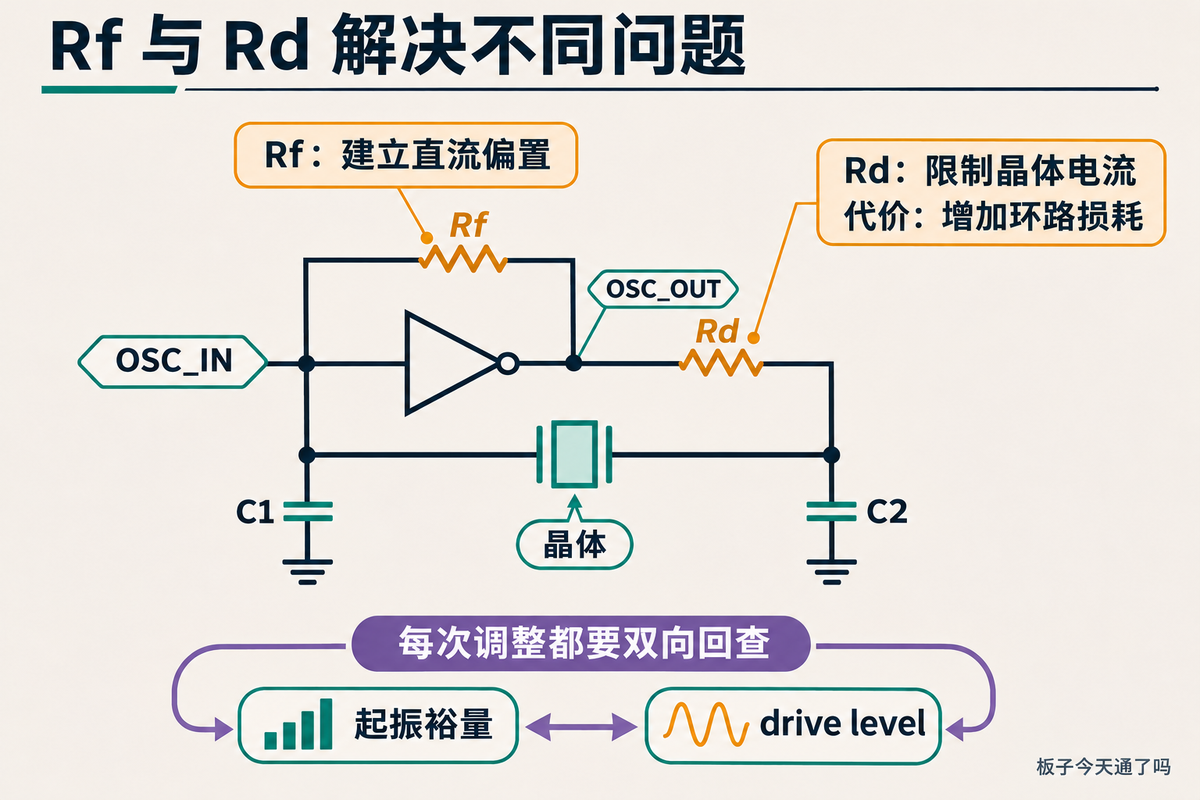 Rf 与 Rd 解决不同问题
Rf：建立直流偏置
Rd：限制晶体电流
代价：增加环路损耗
Rf
OSC_OUT
Rd
OSC_IN
C1
晶体
C2
每次调整都要双向回查
起振裕量
drive level
板子今天通了吗